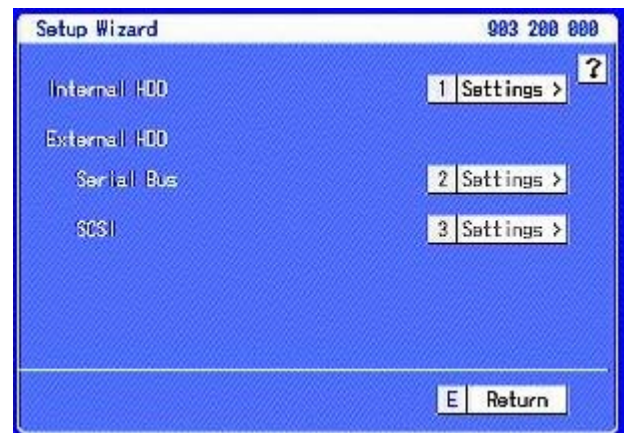 Setup Wizard 903 200 000
?
Internal HDD 1 Settings >
External HDD
Serial Bus 2 Settings >
SCSI 3 Settings >
E Return